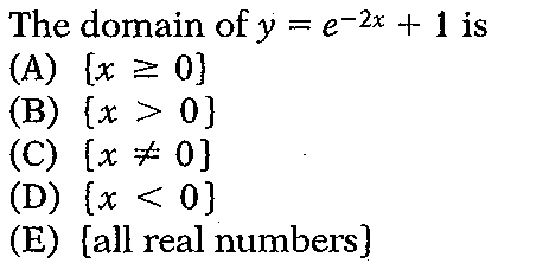 The domain of y = e⁻²ˣ + 1 is
(A) {x ≥ 0}
(B) {x > 0}
(C) {x ≠ 0}
(D) {x < 0}
(E) {all real numbers}